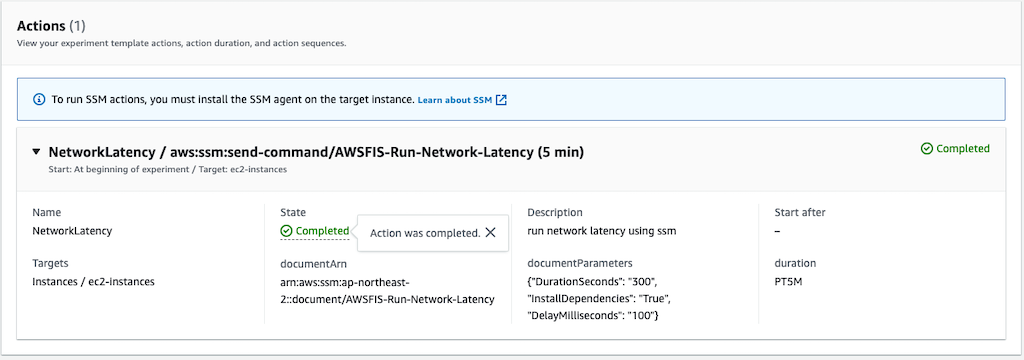 Actions (1)
View your experiment template actions, action duration, and action sequences.
To run SSM actions, you must install the SSM agent on the target instance. Learn about SSM
NetworkLatency / aws:ssm:send-command/AWSFIS-Run-Network-Latency (5 min)
Completed
Start: At beginning of experiment / Target: ec2-instances
Name
NetworkLatency
Targets
Instances / ec2-instances
State
Completed
Action was completed.
documentArn
arn:aws:ssm:ap-northeast-
2::document/AWSFIS-Run-Network-Latency
Description
run network latency using ssm
documentParameters
{"DurationSeconds": "300",
"InstallDependencies": "True",
"DelayMilliseconds": "100"}
Start after
–
duration
PT5M